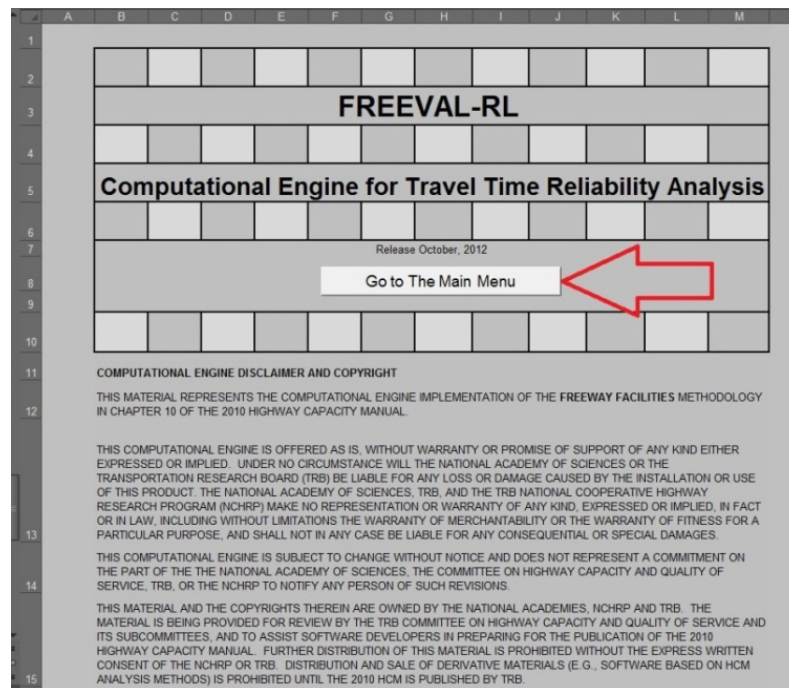 A B C D E F G H I J K L M
1
2
3 FREEVAL-RL
4
5 Computational Engine for Travel Time Reliability Analysis
6
7 Release October, 2012
8 Go to The Main Menu
9
10
11 COMPUTATIONAL ENGINE DISCLAIMER AND COPYRIGHT
THIS MATERIAL REPRESENTS THE COMPUTATIONAL ENGINE IMPLEMENTATION OF THE FREEWAY FACILITIES METHODOLOGY
12 IN CHAPTER 10 OF THE 2010 HIGHWAY CAPACITY MANUAL.
THIS COMPUTATIONAL ENGINE IS OFFERED AS IS, WITHOUT WARRANTY OR PROMISE OF SUPPORT OF ANY KIND EITHER
EXPRESSED OR IMPLIED. UNDER NO CIRCUMSTANCE WILL THE NATIONAL ACADEMY OF SCIENCES OR THE
TRANSPORTATION RESEARCH BOARD (TRB) BE LIABLE FOR ANY LOSS OR DAMAGE CAUSED BY THE INSTALLATION OR USE
OF THIS PRODUCT. THE NATIONAL ACADEMY OF SCIENCES, TRB, AND THE TRB NATIONAL COOPERATIVE HIGHWAY
RESEARCH PROGRAM (NCHRP) MAKE NO REPRESENTATION OR WARRANTY OF ANY KIND, EXPRESSED OR IMPLIED, IN FACT
OR IN LAW, INCLUDING WITHOUT LIMITATIONS THE WARRANTY OF MERCHANTABILITY OR THE WARRANTY OF FITNESS FOR A
13 PARTICULAR PURPOSE, AND SHALL NOT IN ANY CASE BE LIABLE FOR ANY CONSEQUENTIAL OR SPECIAL DAMAGES.
THIS COMPUTATIONAL ENGINE IS SUBJECT TO CHANGE WITHOUT NOTICE AND DOES NOT REPRESENT A COMMITMENT ON
THE PART OF THE THE NATIONAL ACADEMY OF SCIENCES, THE COMMITTEE ON HIGHWAY CAPACITY AND QUALITY OF
14 SERVICE, TRB, OR THE NCHRP TO NOTIFY ANY PERSON OF SUCH REVISIONS.
THIS MATERIAL AND THE COPYRIGHTS THEREIN ARE OWNED BY THE NATIONAL ACADEMIES, NCHRP AND TRB. THE
MATERIAL IS BEING PROVIDED FOR REVIEW BY THE TRB COMMITTEE ON HIGHWAY CAPACITY AND QUALITY OF SERVICE AND
ITS SUBCOMMITTEES, AND TO ASSIST SOFTWARE DEVELOPERS IN PREPARING FOR THE PUBLICATION OF THE 2010
HIGHWAY CAPACITY MANUAL. FURTHER DISTRIBUTION OF THIS MATERIAL IS PROHIBITED WITHOUT THE EXPRESS WRITTEN
CONSENT OF THE NCHRP OR TRB. DISTRIBUTION AND SALE OF DERIVATIVE MATERIALS (E.G., SOFTWARE BASED ON HCM
15 ANALYSIS METHODS) IS PROHIBITED UNTIL THE 2010 HCM IS PUBLISHED BY TRB.